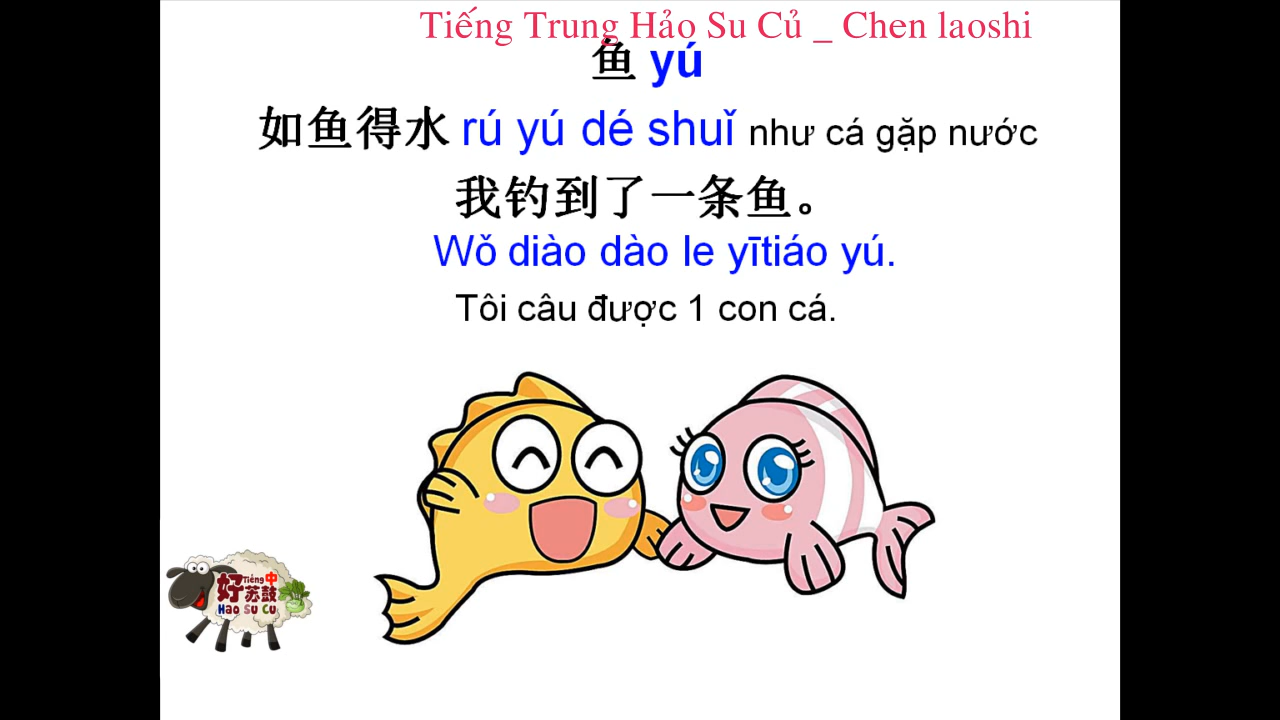 Tiếng Trung Hảo Su Củ _ Chen laoshi
鱼 yú
如鱼得水 rú yú dé shuǐ như cá gặp nước
我钓到了一条鱼。
Wǒ diào dào le yītiáo yú.
Tôi câu được 1 con cá.
Tiếng 中
好 苏鼓
Hao Su Cu